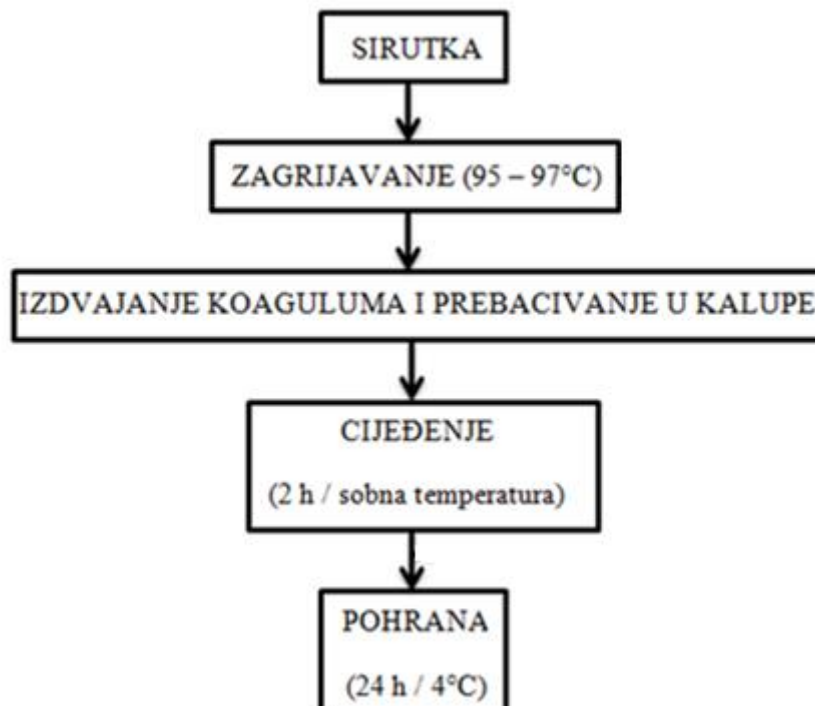 SIRUTKA
ZAGRIJAVANJE (95 – 97°C)
IZDVAJANJE KOAGULUMA I PREBACIVANJE U KALUPE
CIJEĐENJE
(2 h / sobna temperatura)
POHRANA
(24 h / 4°C)